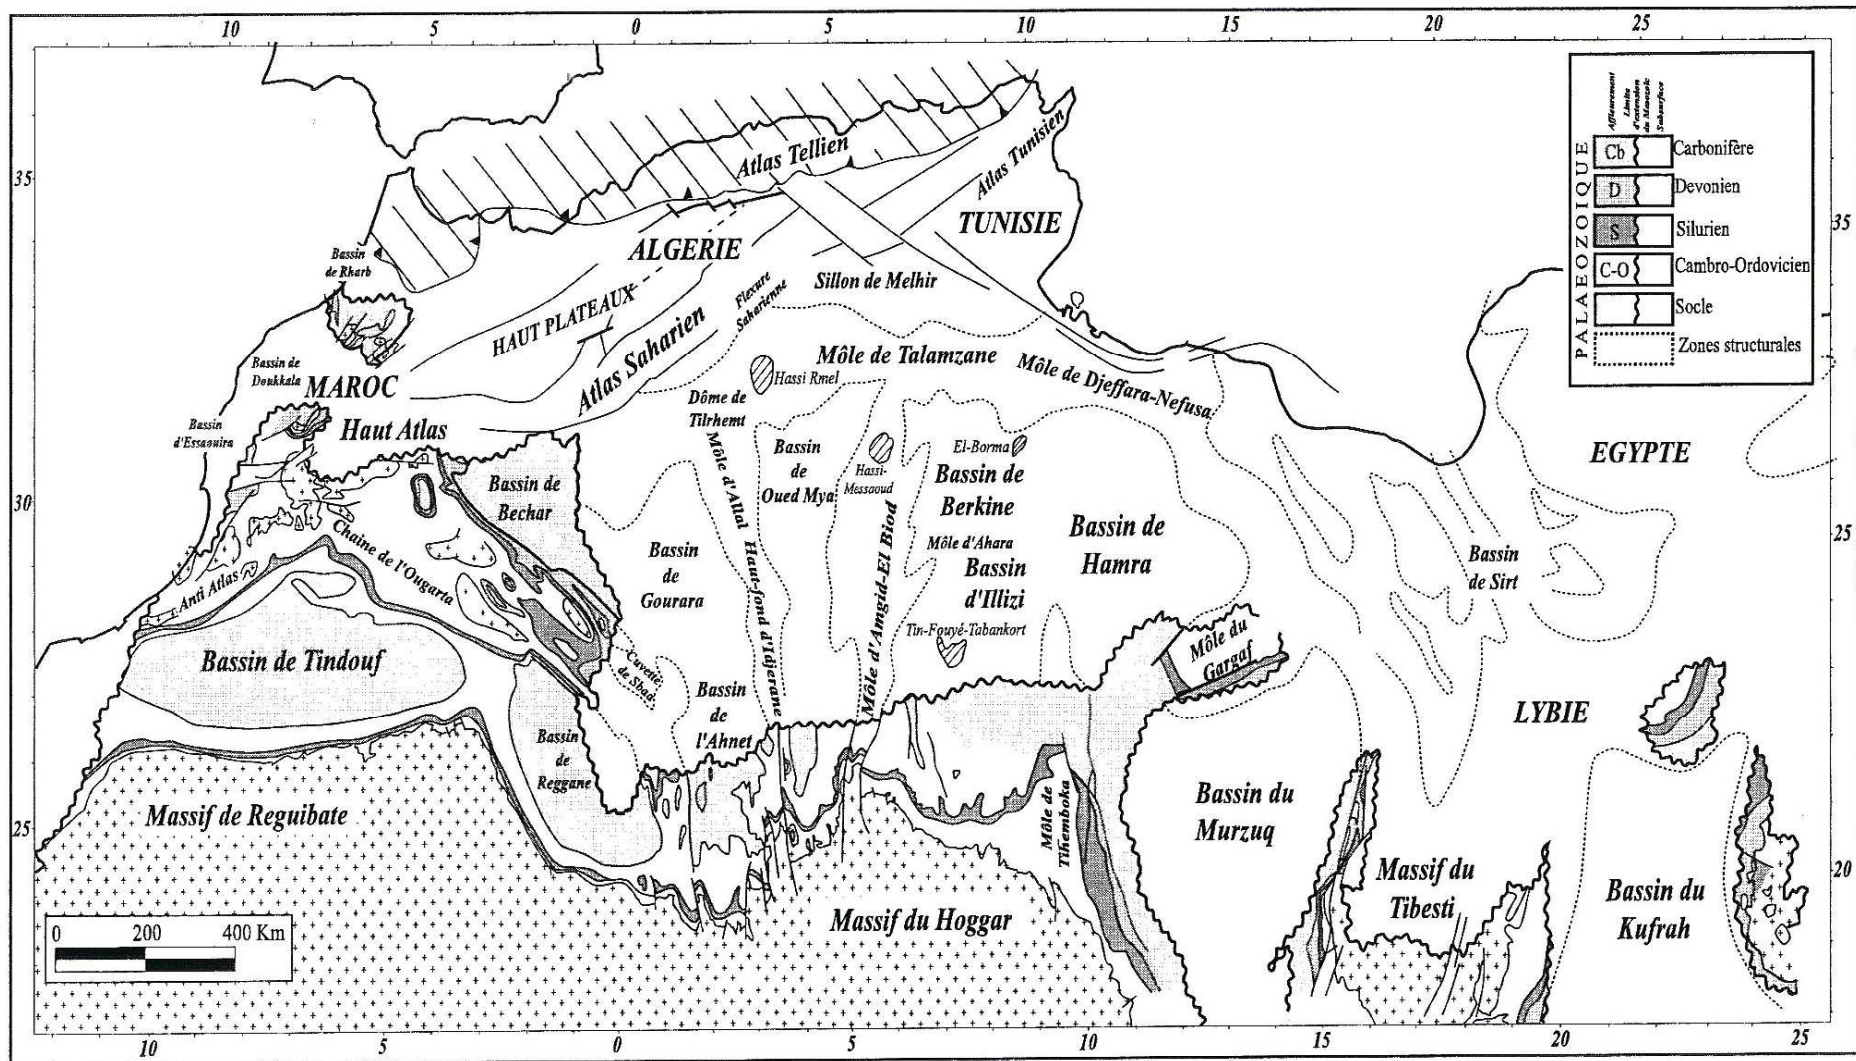 10
5
0
5
10
15
20
25
35
30
25
35
25
20
10
5
0
5
10
15
20
25
PALAEOZOIQUE
Affleurement
Limite
d'extension
du Mesozoic
Subsurface
Cb
Carbonifère
D
Devonien
S
Silurien
C-O
Cambro-Ordovicien
Socle
Zones structurales
Atlas Tellien
Atlas Tunisien
TUNISIE
ALGERIE
Bassin
de Rharb
HAUT PLATEAUX
Flexure
Saharienne
Sillon de Melhir
Atlas Saharien
Môle de Talamzane
Môle de Djeffara-Nefusa
Hassi Rmel
Bassin de
Doukkala
MAROC
Dôme de
Tilrhemt
Haut Atlas
Bassin
d'Essaouira
Môle d'Allal
Haut-fond d'Idjerane
Bassin
de
Oued Mya
Hassi-
Messaoud
El-Borma
Bassin de
Berkine
EGYPTE
Bassin de
Bechar
Chaine de l'Ougarta
Anti Atlas
Bassin
de
Gourara
Môle d'Amgid-El Biod
Môle d'Ahara
Bassin
d'Illizi
Bassin de
Hamra
Bassin
de Sirt
Tin-Fouyé-Tabankort
Môle du
Gargaf
Bassin de Tindouf
Cuvette
de Sbaa
Bassin
de
l'Ahnet
LYBIE
Bassin
de
Reggane
Massif de Reguibate
Môle de
Tihemboka
Bassin du
Murzuq
Massif du
Tibesti
Bassin du
Kufrah
Massif du Hoggar
0
200
400 Km